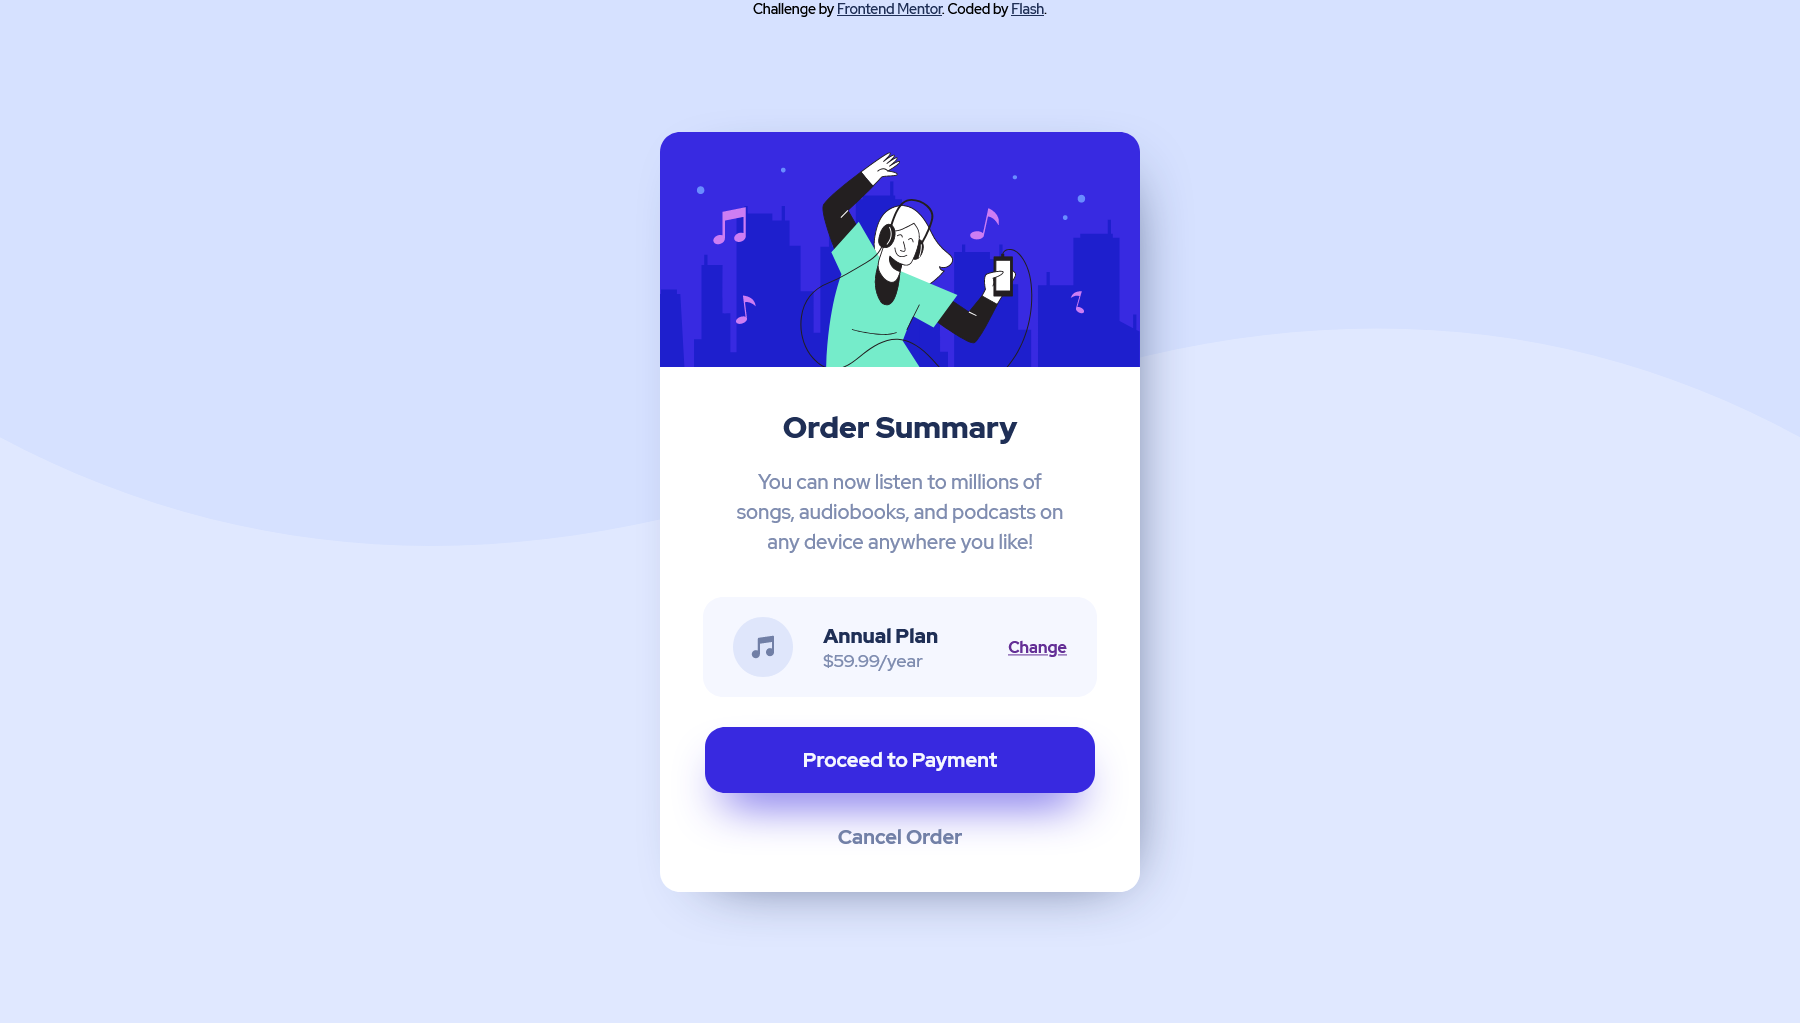 Challenge by Frontend Mentor. Coded by Flash.
Order Summary
You can now listen to millions of
songs, audiobooks, and podcasts on
any device anywhere you like!
Annual Plan
$59.99/year
Change
Proceed to Payment
Cancel Order